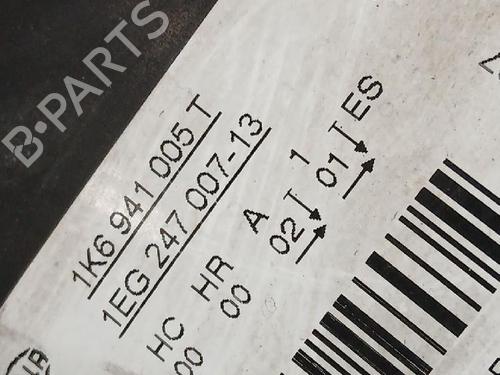 B-PARTS
1K6 941 005 T
1EG 247 007-13
HC HR A 1 ES
00 00 02 01